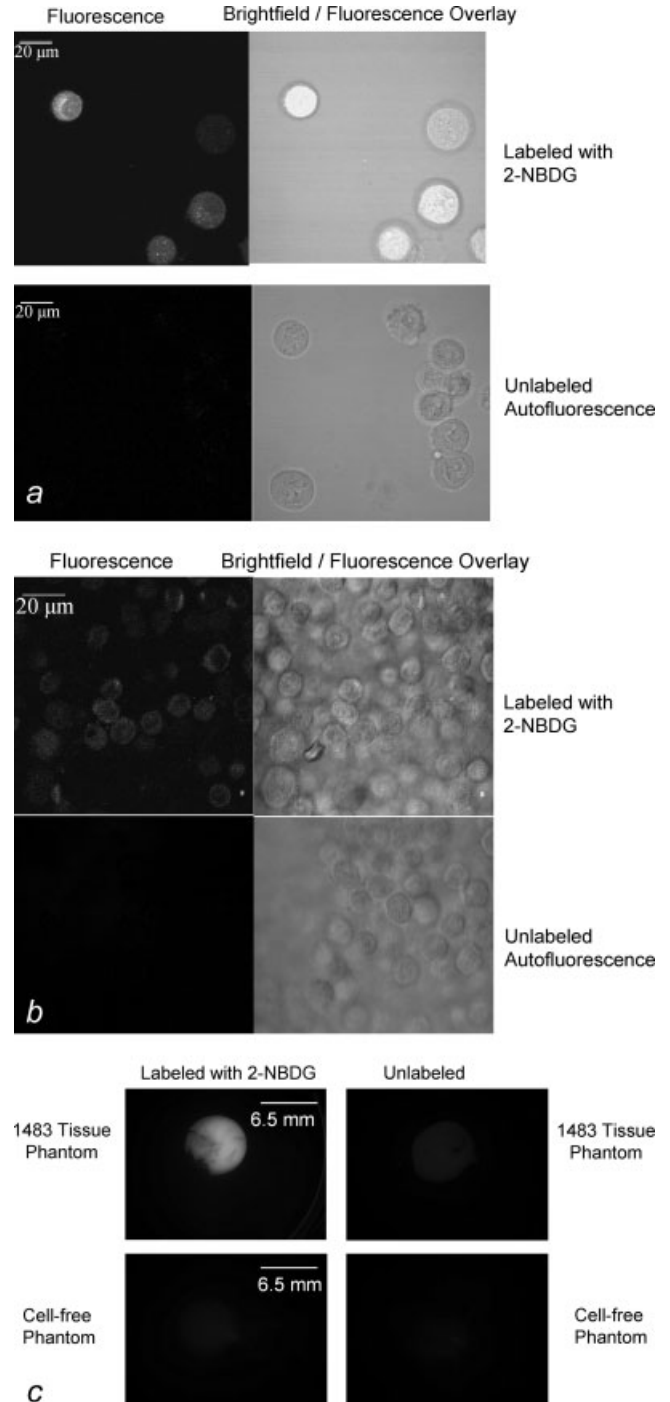 Fluorescence Brightfield / Fluorescence Overlay
20 μm
Labeled with
2-NBDG
20 μm
Unlabeled
Autofluorescence
a
Fluorescence Brightfield / Fluorescence Overlay
20 μm
Labeled with
2-NBDG
Unlabeled
Autofluorescence
b
Labeled with 2-NBDG Unlabeled
1483 Tissue
Phantom
6.5 mm
1483 Tissue
Phantom
Cell-free
Phantom
6.5 mm
Cell-free
Phantom
c